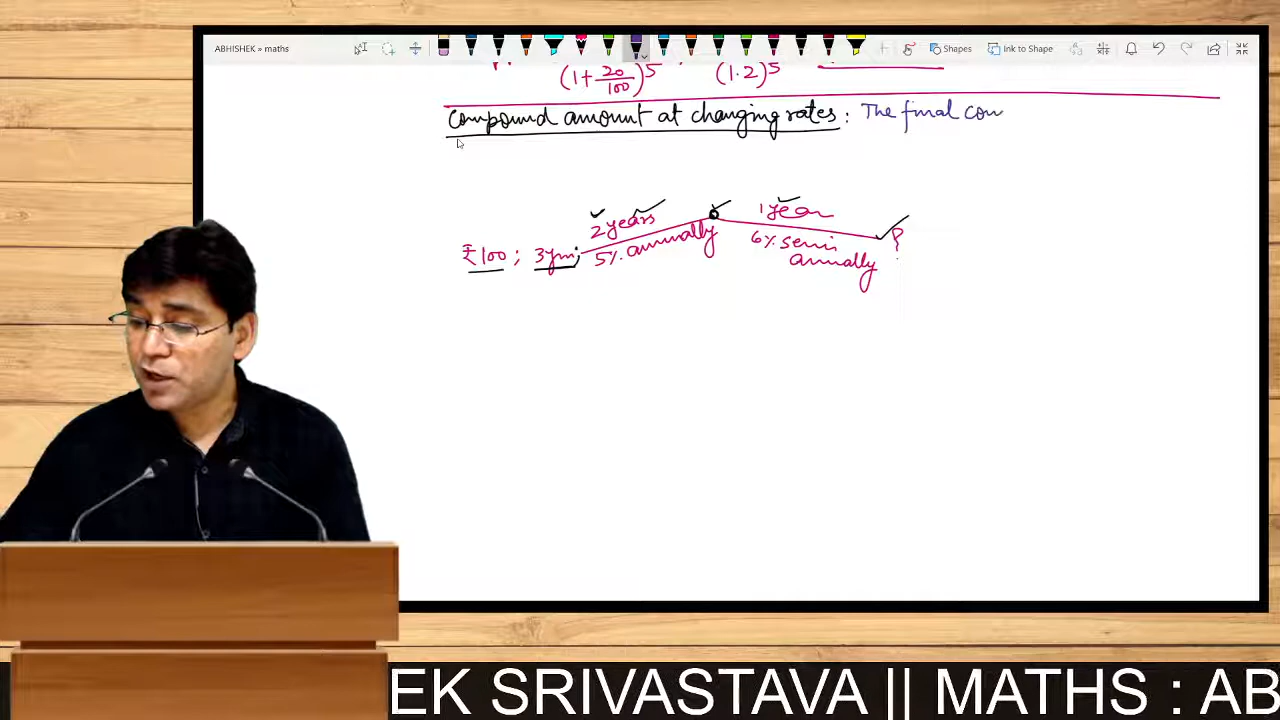 ABHISHEK » maths
Shapes
Ink to Shape
(1+20/100)^5 , (1.2)^5
Compound amount at changing rates : The final com
₹100 ; 3 ym ; 2 years 1 year
5% annually 6% semi ?
annually
EK SRIVASTAVA || MATHS : AB